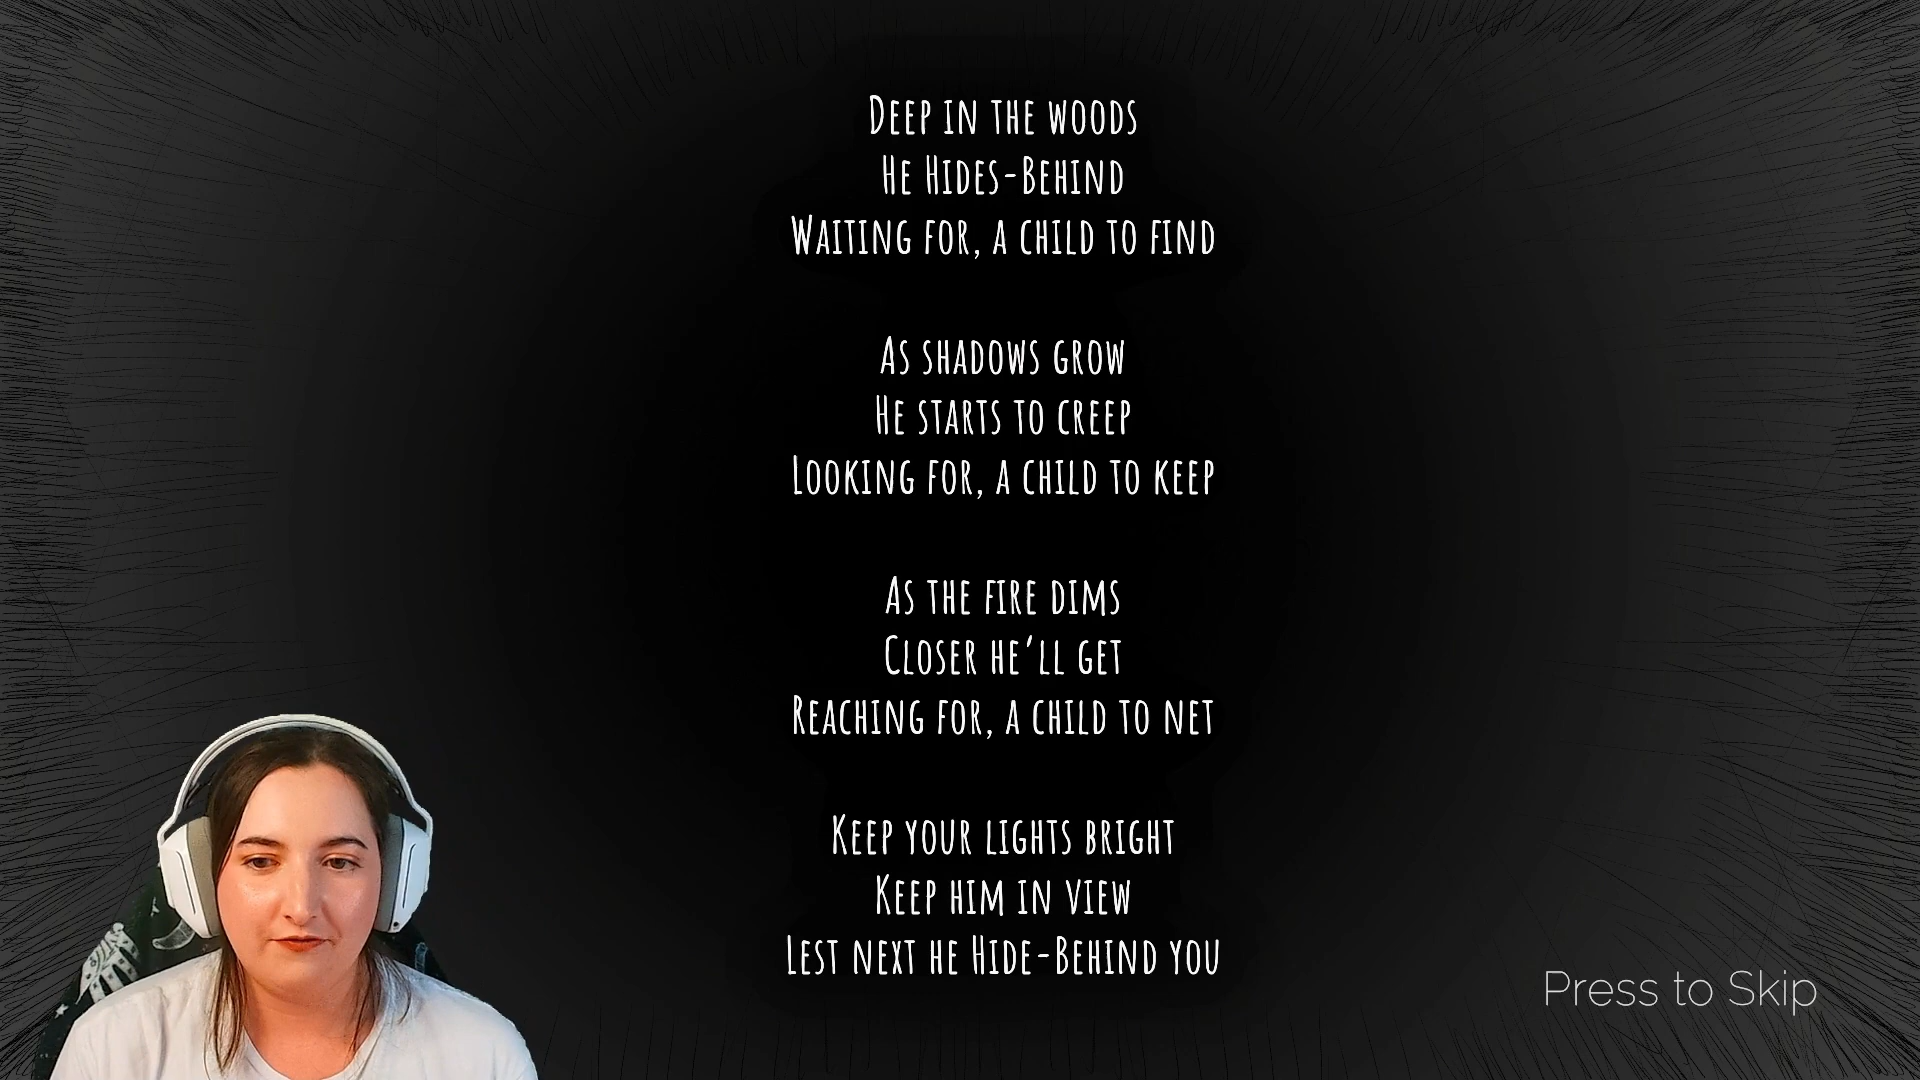 Deep in the woods
He Hides-Behind
Waiting for, a child to find
As shadows grow
He starts to creep
Looking for, a child to keep
As the fire dims
Closer he'll get
Reaching for, a child to net
Keep your lights bright
Keep him in view
Lest next he Hide-Behind you
Press to Skip